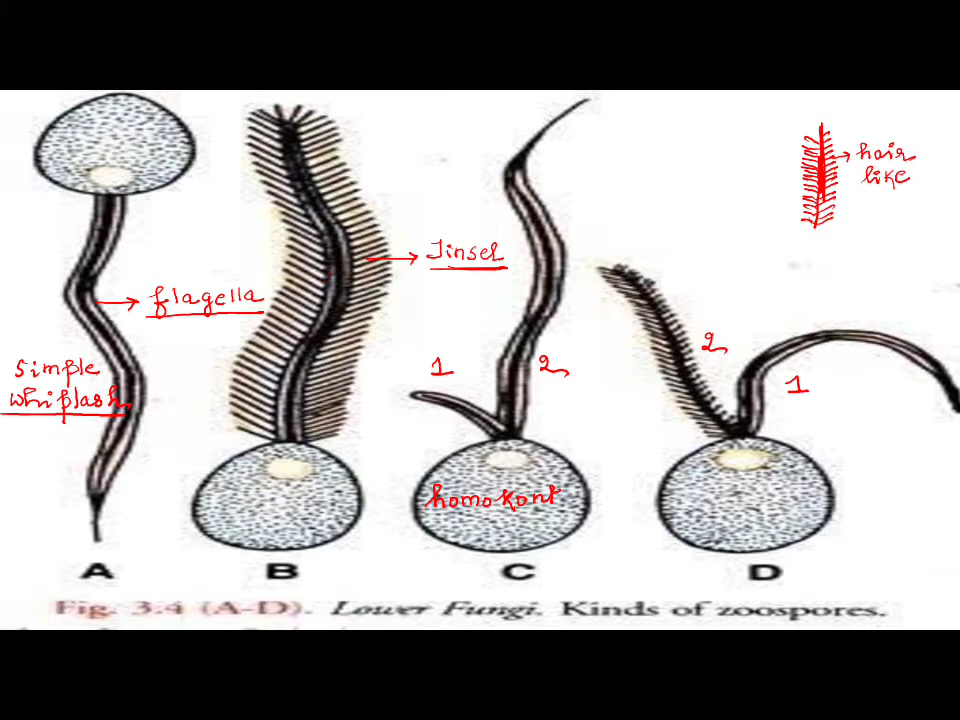 hair
like
Tinsel
flagella
simple
whiplash
1
2
2
1
homokont
A
B
C
D
Fig. 3.4 (A-D). Lower Fungi. Kinds of zoospores.